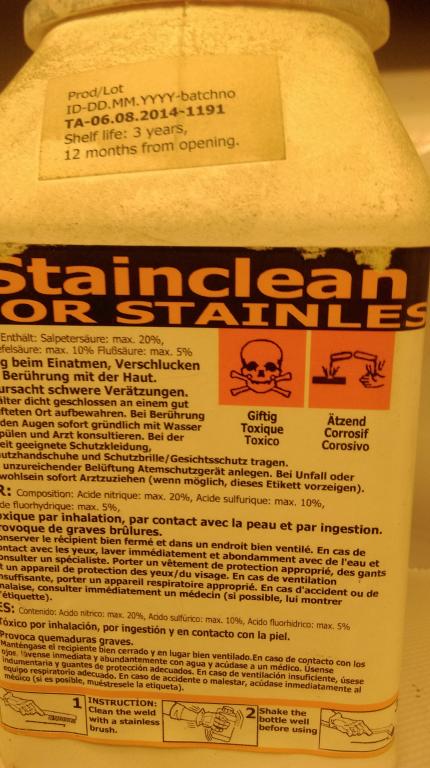 Prod/Lot
ID-DD.MM.YYYY-batchno
TA-06.08.2014-1191
Shelf life: 3 years,
12 months from opening.
Stainclean
OR STAINLES
Enthält: Salpetersäure: max. 20%,
efelsäure: max. 10% Flußsäure: max. 5%
g beim Einatmen, Verschlucken
Berührung mit der Haut.
ursacht schwere Verätzungen.
älter dicht geschlossen an einem gut
fteten Ort aufbewahren. Bei Berührung
den Augen sofort gründlich mit Wasser
pülen und Arzt konsultieren. Bei der
eit geeignete Schutzkleidung,
utzhandschuhe und Schutzbrille/Gesichtsschutz tragen.
unzureichender Belüftung Atemschutzgerät anlegen. Bei Unfall oder
wohlsein sofort Arztzuziehen (wenn möglich, dieses Etikett vorzeigen).
Giftig
Toxique
Toxico
Ätzend
Corrosif
Corosivo
R: Composition: Acide nitrique: max. 20%, Acide sulfurique: max. 10%,
de fluorhydrique: max. 5%,
oxique par inhalation, par contact avec la peau et par ingestion.
rovoque de graves brûlures.
onserver le récipient bien fermé et dans un endroit bien ventilé. En cas de
ontact avec les yeux, laver immédiatement et abondammant avec de l'eau et
onsulter un spécialiste. Porter un vêtement de protection approprié, des gants
t un appareil de protection des yeux/du visage. En cas de ventilation
nsuffisante, porter un appareil respiratoire approprié. En cas d'accident ou de
malaise, consulter immédiatement un médecin (si possible, lui montrer
'étiquette).
ES: Contenido: Acido nitrico: max. 20%, Acido sulfúrico: max. 10%, Acido fluorhidrico: max. 5%
Tóxico por inhalación, por ingestión y en contacto con la piel.
Provoca quemaduras graves.
Manténgase el recipiente bien cerrado y en lugar bien ventilado.En caso de contacto con los
ojos, lávense inmediata y abundantemente con agua y acúdase a un médico. Úsense
indumentaria y guantes de protección adecuados. En caso de ventilación insuficiente, úsese
equipo respiratorio adecuado. En caso de accidente o malestar, acúdase inmediatamente al
médico (si es posible, muéstresele la etiqueta).
1 INSTRUCTION:
Clean the weld
with a stainless
brush.
2 Shake the
bottle well
before using